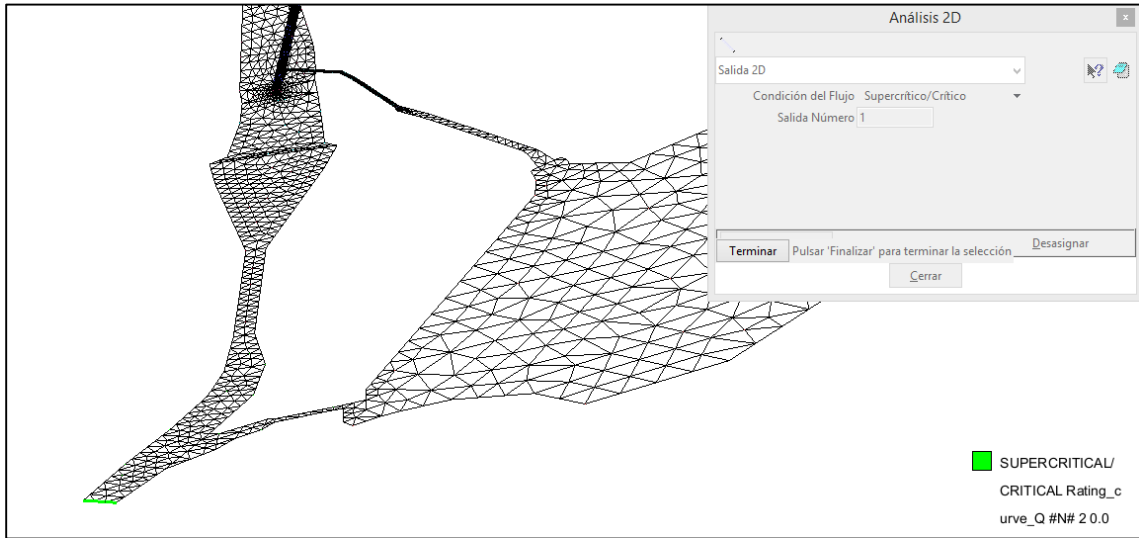 Análisis 2D
x
Salida 2D
Condición del Flujo Supercrítico/Crítico
Salida Número 1
Desasignar
Terminar Pulsar 'Finalizar' para terminar la selección
Cerrar
SUPERCRITICAL/
CRITICAL Rating_c
urve_Q #N# 2 0.0